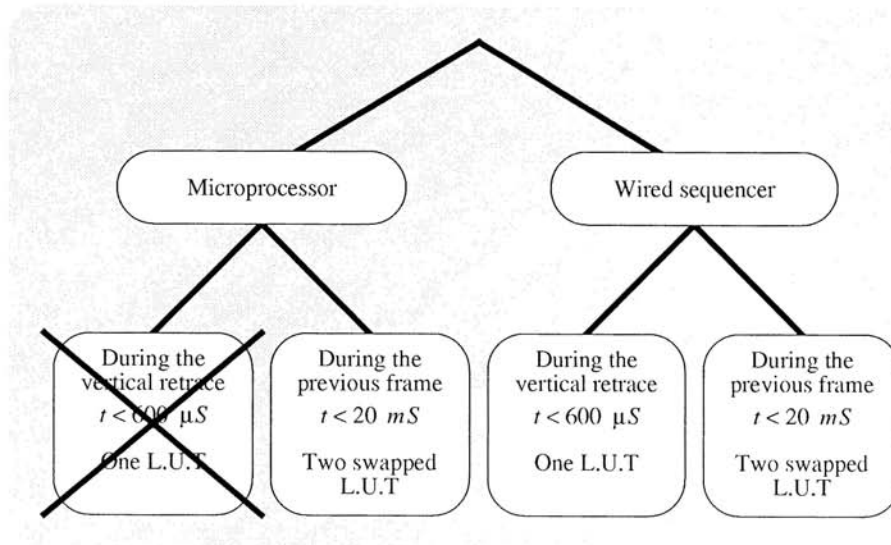 Microprocessor
Wired sequencer
During the
vertical retrace
t < 600 µS
One L.U.T
During the
previous frame
t < 20 mS
Two swapped
L.U.T
During the
vertical retrace
t < 600 µS
One L.U.T
During the
previous frame
t < 20 mS
Two swapped
L.U.T